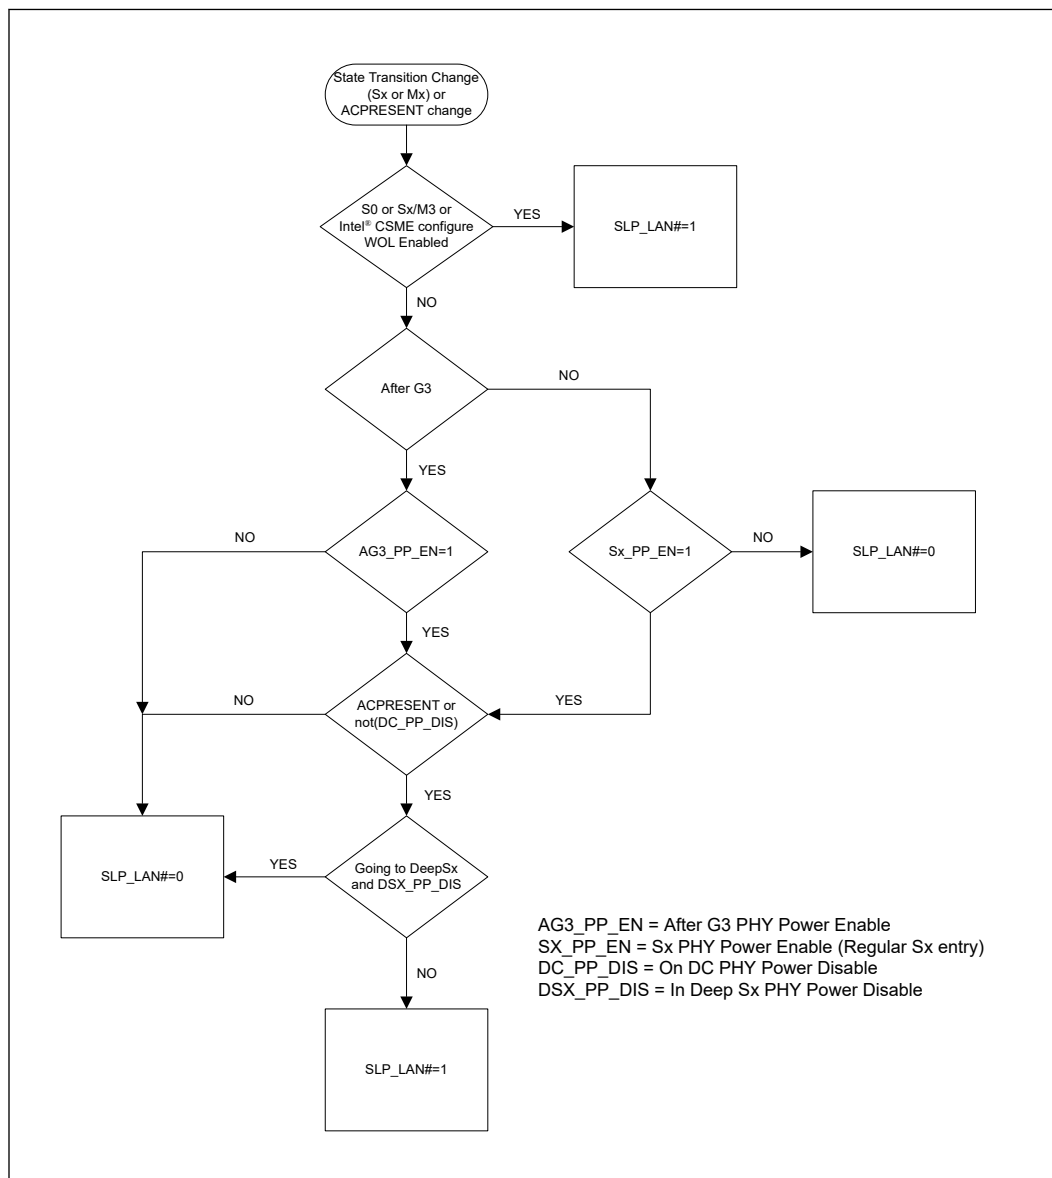 State Transition Change
(Sx or Mx) or
ACPRESENT change
S0 or Sx/M3 or
Intel® CSME configure
WOL Enabled
YES
SLP_LAN#=1
NO
After G3
NO
YES
AG3_PP_EN=1
NO
Sx_PP_EN=1
NO
SLP_LAN#=0
YES
ACPRESENT or
not(DC_PP_DIS)
NO
YES
YES
Going to DeepSx
and DSX_PP_DIS
YES
SLP_LAN#=0
NO
SLP_LAN#=1
AG3_PP_EN = After G3 PHY Power Enable
SX_PP_EN = Sx PHY Power Enable (Regular Sx entry)
DC_PP_DIS = On DC PHY Power Disable
DSX_PP_DIS = In Deep Sx PHY Power Disable